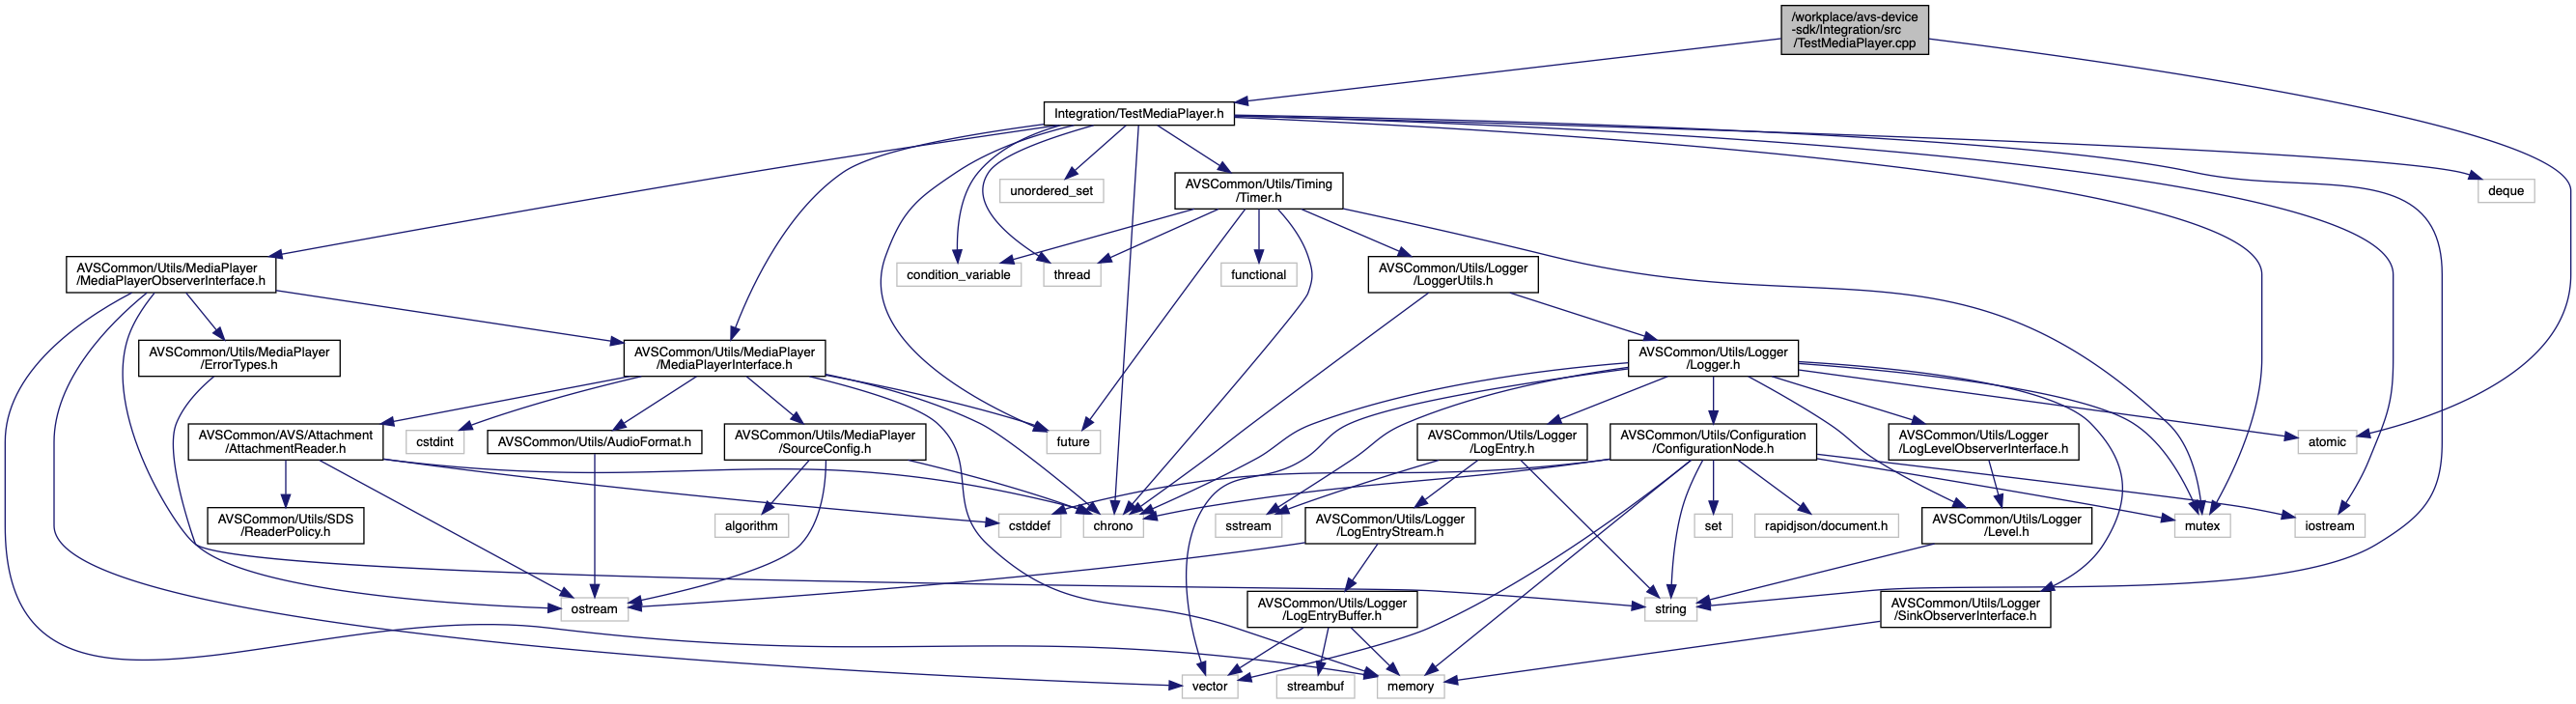 /workplace/avs-device
-sdk/Integration/src
/TestMediaPlayer.cpp
Integration/TestMediaPlayer.h
unordered_set
AVSCommon/Utils/Timing
/Timer.h
deque
AVSCommon/Utils/MediaPlayer
/MediaPlayerObserverInterface.h
condition_variable
thread
functional
AVSCommon/Utils/Logger
/LoggerUtils.h
AVSCommon/Utils/MediaPlayer
/ErrorTypes.h
AVSCommon/Utils/MediaPlayer
/MediaPlayerInterface.h
AVSCommon/Utils/Logger
/Logger.h
AVSCommon/AVS/Attachment
/AttachmentReader.h
cstdint
AVSCommon/Utils/AudioFormat.h
AVSCommon/Utils/MediaPlayer
/SourceConfig.h
future
AVSCommon/Utils/Logger
/LogEntry.h
AVSCommon/Utils/Configuration
/ConfigurationNode.h
AVSCommon/Utils/Logger
/LogLevelObserverInterface.h
atomic
AVSCommon/Utils/SDS
/ReaderPolicy.h
algorithm
cstddef
chrono
sstream
AVSCommon/Utils/Logger
/LogEntryStream.h
set
rapidjson/document.h
AVSCommon/Utils/Logger
/Level.h
mutex
iostream
ostream
AVSCommon/Utils/Logger
/LogEntryBuffer.h
string
AVSCommon/Utils/Logger
/SinkObserverInterface.h
vector
streambuf
memory